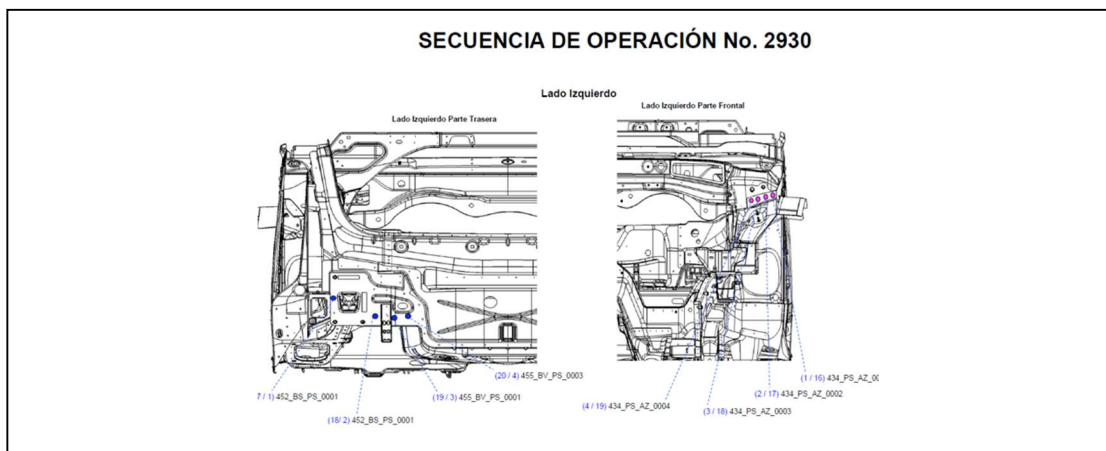 SECUENCIA DE OPERACIÓN No. 2930
Lado Izquierdo
Lado Izquierdo Parte Trasera
Lado Izquierdo Parte Frontal
(20 / 4) 455_BV_PS_0003
7 / 1) 452_BS_PS_0001
(19 / 3) 455_BV_PS_0001
(18/ 2) 452_BS_PS_0001
(1 / 16) 434_PS_AZ_00
(2 / 17) 434_PS_AZ_0002
(4 / 19) 434_PS_AZ_0004
(3 / 18) 434_PS_AZ_0003